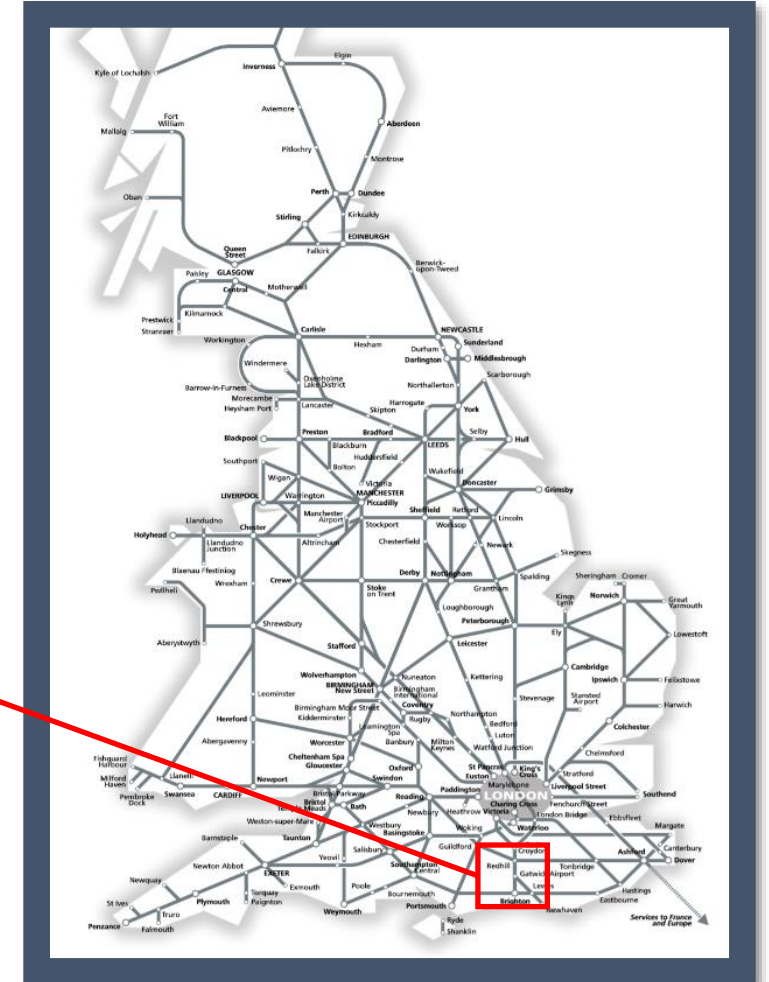 Elgin
Inverness
Kyle of Lochalsh
Aviemore
Fort
William
Mallaig
Aberdeen
Pitlochry
Montrose
Perth
Dundee
Oban
Stirling
Kirkcaldy
EDINBURGH
Queen
Street
Falkirk
Berwick-
upon-Tweed
Paisley
GLASGOW
Central
Motherwell
Prestwick
Kilmarnock
Stranraer
Carlisle
NEWCASTLE
Workington
Hexham
Sunderland
Durham
Darlington
Middlesbrough
Windermere
Scarborough
Oxenholme
Lake District
Northallerton
Barrow-in-Furness
Morecambe
Harrogate
Heysham Port
Lancaster
Skipton
York
Blackpool
Preston
Bradford
Selby
Hull
Blackburn
LEEDS
Southport
Huddersfield
Bolton
Wakefield
Wigan
Victoria
Doncaster
LIVERPOOL
Warrington
MANCHESTER
Piccadilly
Grimsby
Manchester
Airport
Sheffield
Retford
Llandudno
Chester
Stockport
Worksop
Lincoln
Holyhead
Llandudno
Junction
Altrincham
Chesterfield
Newark
Skegness
Blaenau Ffestiniog
Wrexham
Crewe
Derby
Nottingham
Spalding
Sheringham
Cromer
Pwllheli
Stoke
on Trent
Grantham
Kings
Lynn
Norwich
Great
Yarmouth
Loughborough
Peterborough
Shrewsbury
Ely
Lowestoft
Aberystwyth
Stafford
Leicester
Cambridge
Wolverhampton
Nuneaton
Kettering
Ipswich
Felixstowe
BIRMINGHAM
New Street
Birmingham
International
Leominster
Birmingham Moor Street
Coventry
Stevenage
Stansted
Airport
Harwich
Kidderminster
Rugby
Northampton
Hereford
Leamington
Spa
Bedford
Colchester
Luton
Abergavenny
Worcester
Banbury
Milton
Keynes
Watford Junction
Chelmsford
Cheltenham Spa
Fishguard
Harbour
Gloucester
Oxford
St Pancras
King's
Cross
Euston
Stratford
Milford
Haven
Llanelli
Swindon
Marylebone
Liverpool Street
Newport
Bristol Parkway
Paddington
LONDON
Southend
Pembroke
Dock
Swansea
CARDIFF
Bristol
Temple Meads
Bath
Reading
Charing Cross
Fenchurch Street
Newbury
Heathrow
Victoria
London Bridge
Ebbsfleet
Weston-super-Mare
Westbury
Basingstoke
Woking
Waterloo
Margate
Barnstaple
Taunton
Salisbury
Guildford
Croydon
Canterbury
Yeovil
Redhill
Tonbridge
Ashford
Dover
Newton Abbot
EXETER
Southampton
Central
Gatwick Airport
Newquay
Exmouth
Poole
Lewes
Hastings
St Ives
Plymouth
Torquay
Paignton
Bournemouth
Portsmouth
Brighton
Eastbourne
Newhaven
Truro
Weymouth
Ryde
Services to France
and Europe
Penzance
Falmouth
Shanklin